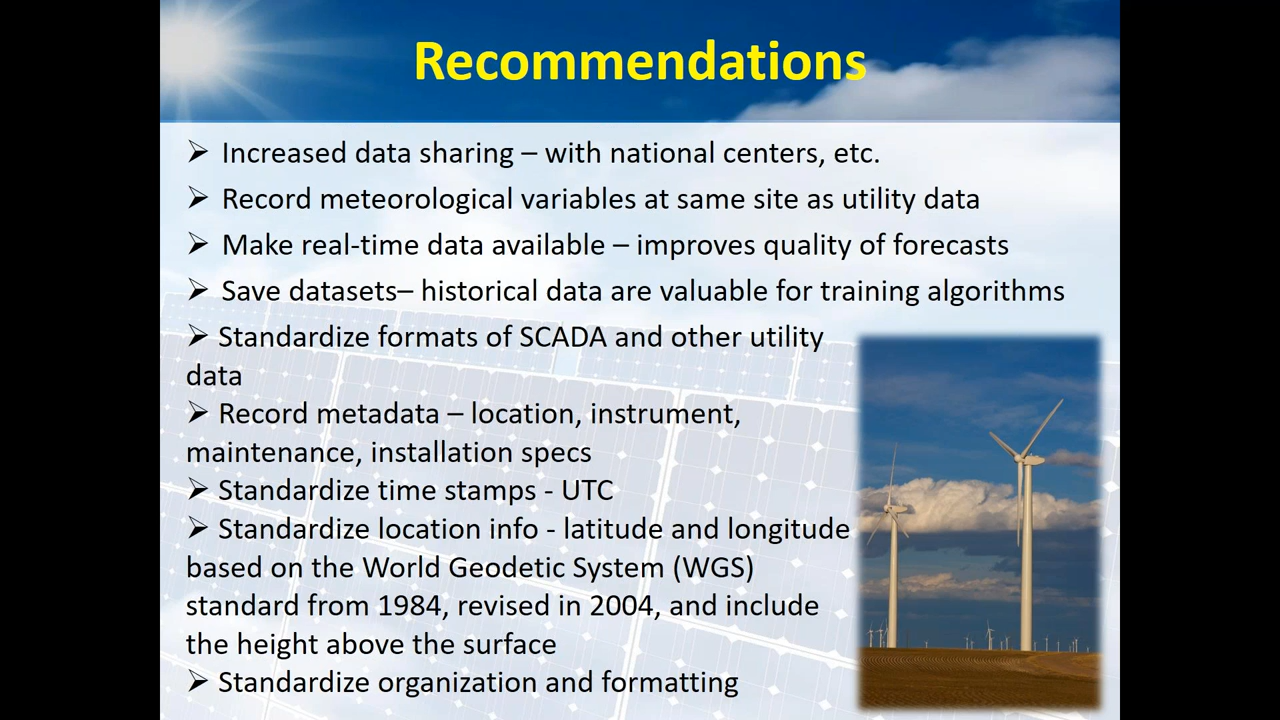 Recommendations
➢ Increased data sharing – with national centers, etc.
➢ Record meteorological variables at same site as utility data
➢ Make real-time data available – improves quality of forecasts
➢ Save datasets– historical data are valuable for training algorithms
➢ Standardize formats of SCADA and other utility
data
➢ Record metadata – location, instrument,
maintenance, installation specs
➢ Standardize time stamps - UTC
➢ Standardize location info - latitude and longitude
based on the World Geodetic System (WGS)
standard from 1984, revised in 2004, and include
the height above the surface
➢ Standardize organization and formatting